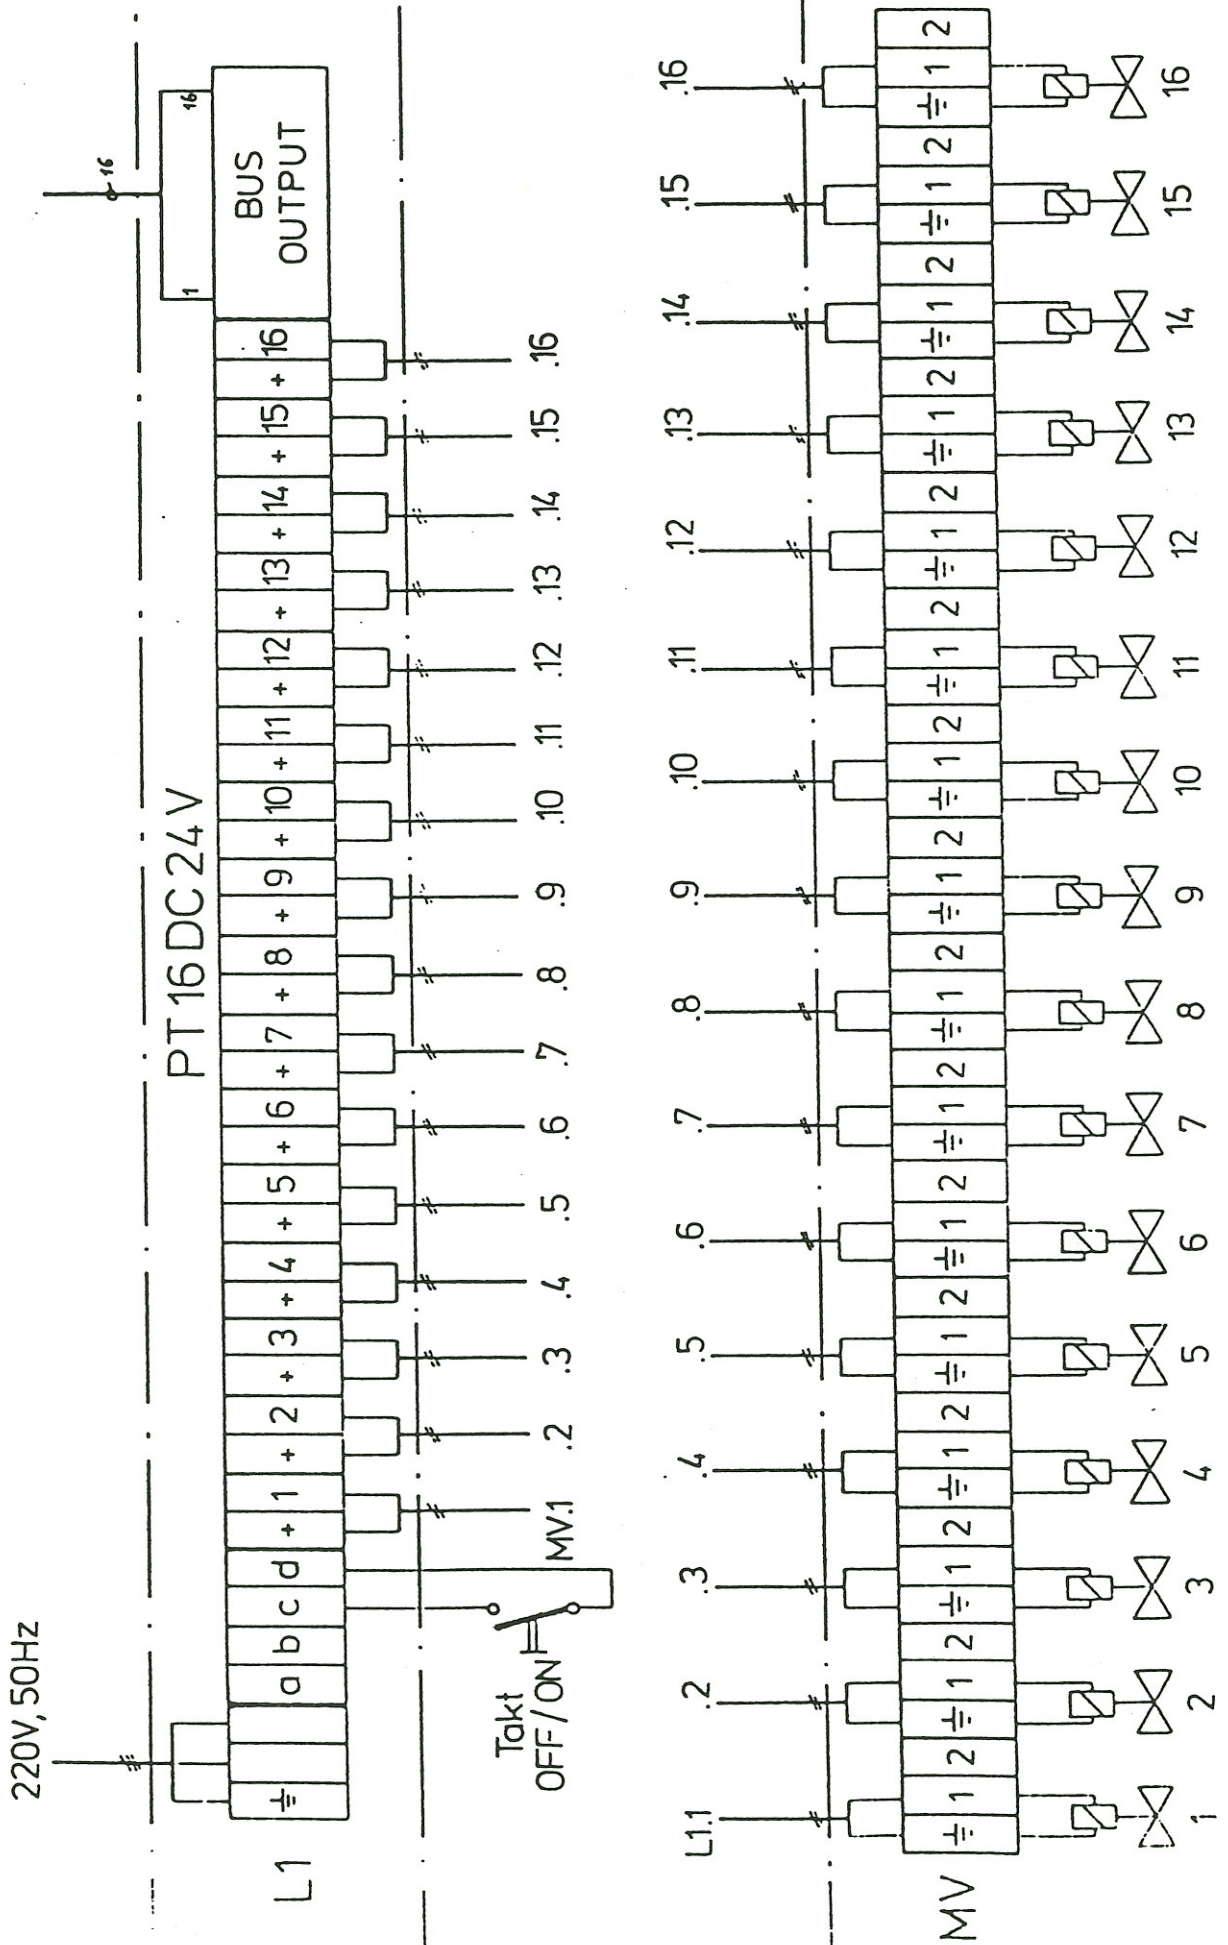 220V, 50Hz
PT16 DC 24V
16
1 16
L1 a b c d + 1 + 2 + 3 + 4 + 5 + 6 + 7 + 8 + 9 + 10 + 11 + 12 + 13 + 14 + 15 + 16
BUS
OUTPUT
Takt
OFF/ON
MV.1 .2 .3 .4 .5 .6 .7 .8 .9 .10 .11 .12 .13 .14 .15 .16
L1.1 .2 .3 .4 .5 .6 .7 .8 .9 .10 .11 .12 .13 .14 .15 .16
MV 1 2 1 2 1 2 1 2 1 2 1 2 1 2 1 2 1 2 1 2 1 2 1 2 1 2 1 2 1 2 1 2
1 2 3 4 5 6 7 8 9 10 11 12 13 14 15 16